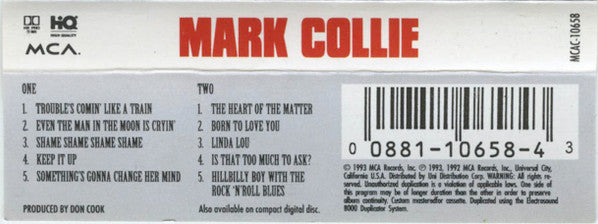 HQ
HIGH QUALITY
MCA.
MARK COLLIE
MCAC-10658
ONE
1. TROUBLE'S COMIN' LIKE A TRAIN
2. EVEN THE MAN IN THE MOON IS CRYIN'
3. SHAME SHAME SHAME SHAME
4. KEEP IT UP
5. SOMETHING'S GONNA CHANGE HER MIND
PRODUCED BY DON COOK
TWO
1. THE HEART OF THE MATTER
2. BORN TO LOVE YOU
3. LINDA LOU
4. IS THAT TOO MUCH TO ASK?
5. HILLBILLY BOY WITH THE
ROCK 'N'ROLL BLUES
Also available on compact digital disc.
0 0881-10658-4 3
© 1993 MCA Records, Inc. ℗ 1993, 1992 MCA Records, Inc., Universal City,
California U.S.A. Distributed by Uni Distribution Corp. WARNING: All rights
reserved. Unauthorized duplication is a violation of applicable laws. One side of this
program may be of longer duration than the other in order to preserve
album continuity. Custom masteredfor cassette. Duplicated using the Electrosound
8000 Duplicator System.